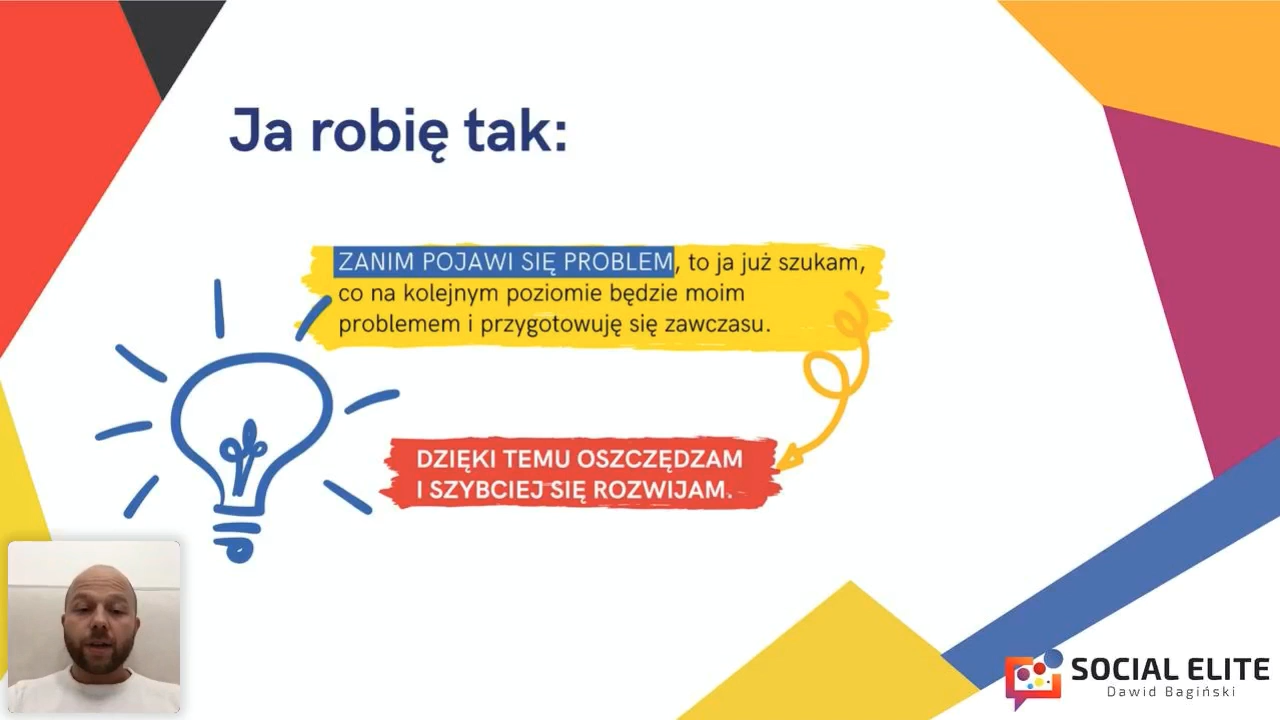 Ja robię tak:
ZANIM POJAWI SIĘ PROBLEM, to ja już szukam,
co na kolejnym poziomie będzie moim
problemem i przygotowuję się zawczasu.
DZIĘKI TEMU OSZCZĘDZAM
I SZYBCIEJ SIĘ ROZWIJAM.
SOCIAL ELITE
Dawid Bagiński